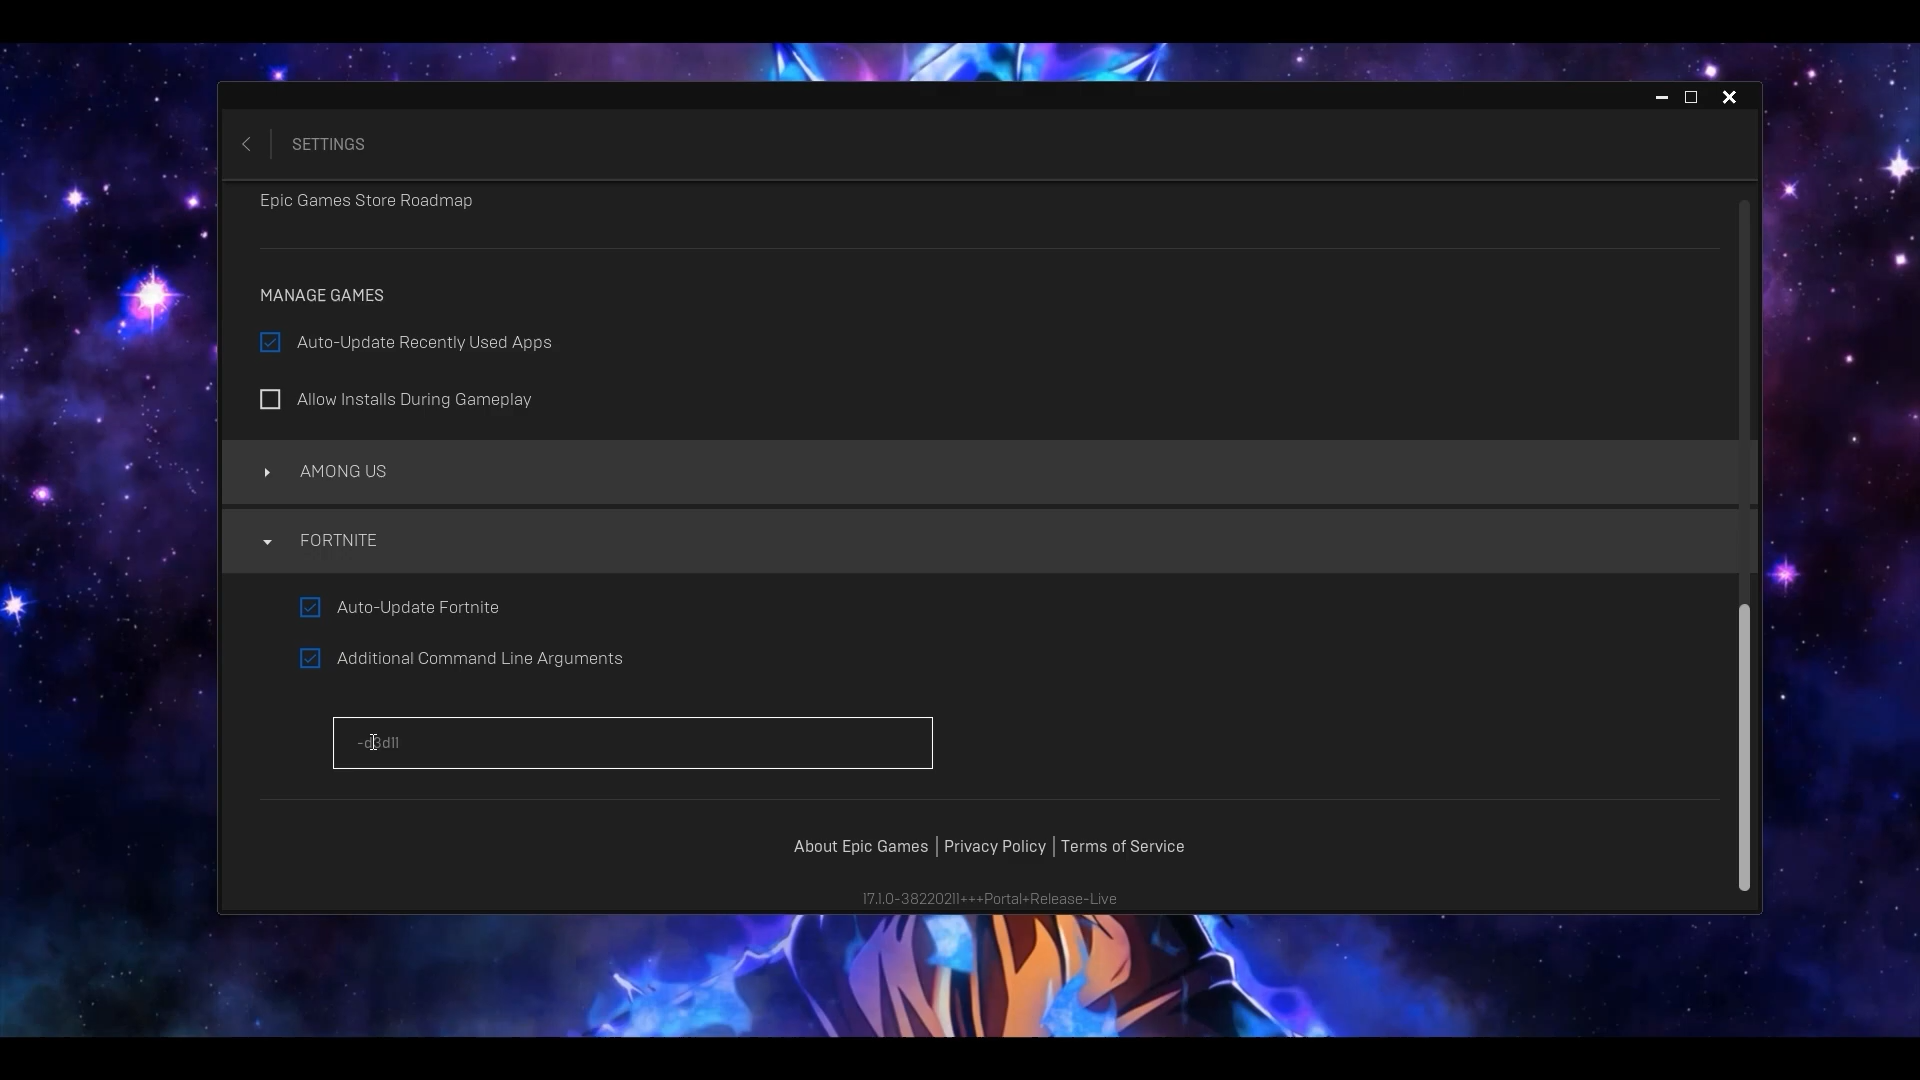 SETTINGS
Epic Games Store Roadmap
MANAGE GAMES
Auto-Update Recently Used Apps
Allow Installs During Gameplay
AMONG US
FORTNITE
Auto-Update Fortnite
Additional Command Line Arguments
-d3d11
About Epic Games | Privacy Policy | Terms of Service
17.1.0-38220211+++Portal+Release-Live